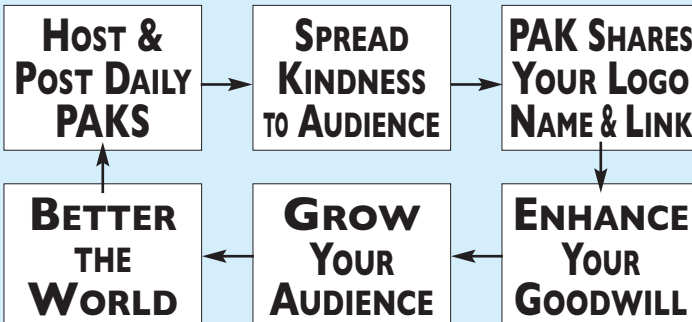 HOST &
POST DAILY
PAKS
SPREAD
KINDNESS
TO AUDIENCE
PAK SHARES
YOUR LOGO
NAME & LINK
ENHANCE
YOUR
GOODWILL
GROW
YOUR
AUDIENCE
BETTER
THE
WORLD